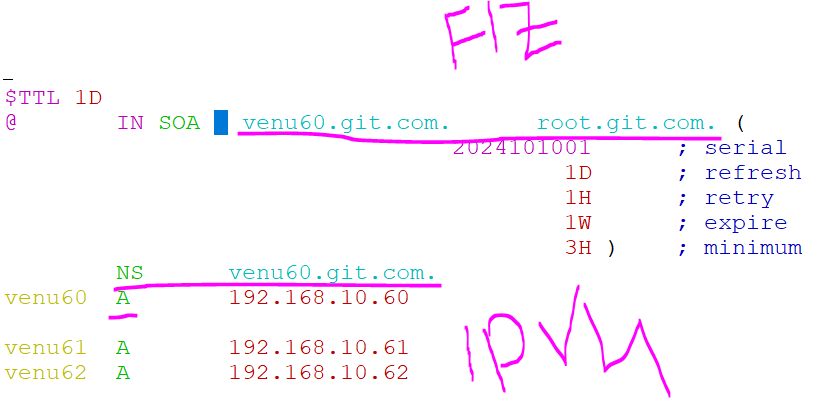 FIZ
$TTL 1D
@ IN SOA venu60.git.com. root.git.com. (
2024101001 ; serial
1D ; refresh
1H ; retry
1W ; expire
3H ) ; minimum
NS venu60.git.com.
venu60 A 192.168.10.60
IPV4
venu61 A 192.168.10.61
venu62 A 192.168.10.62